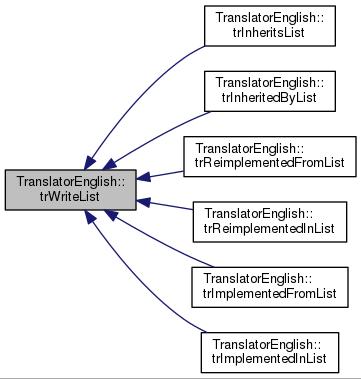 TranslatorEnglish::
trInheritsList
TranslatorEnglish::
trInheritedByList
TranslatorEnglish::
trReimplementedFromList
TranslatorEnglish::
trWriteList
TranslatorEnglish::
trReimplementedInList
TranslatorEnglish::
trImplementedFromList
TranslatorEnglish::
trImplementedInList